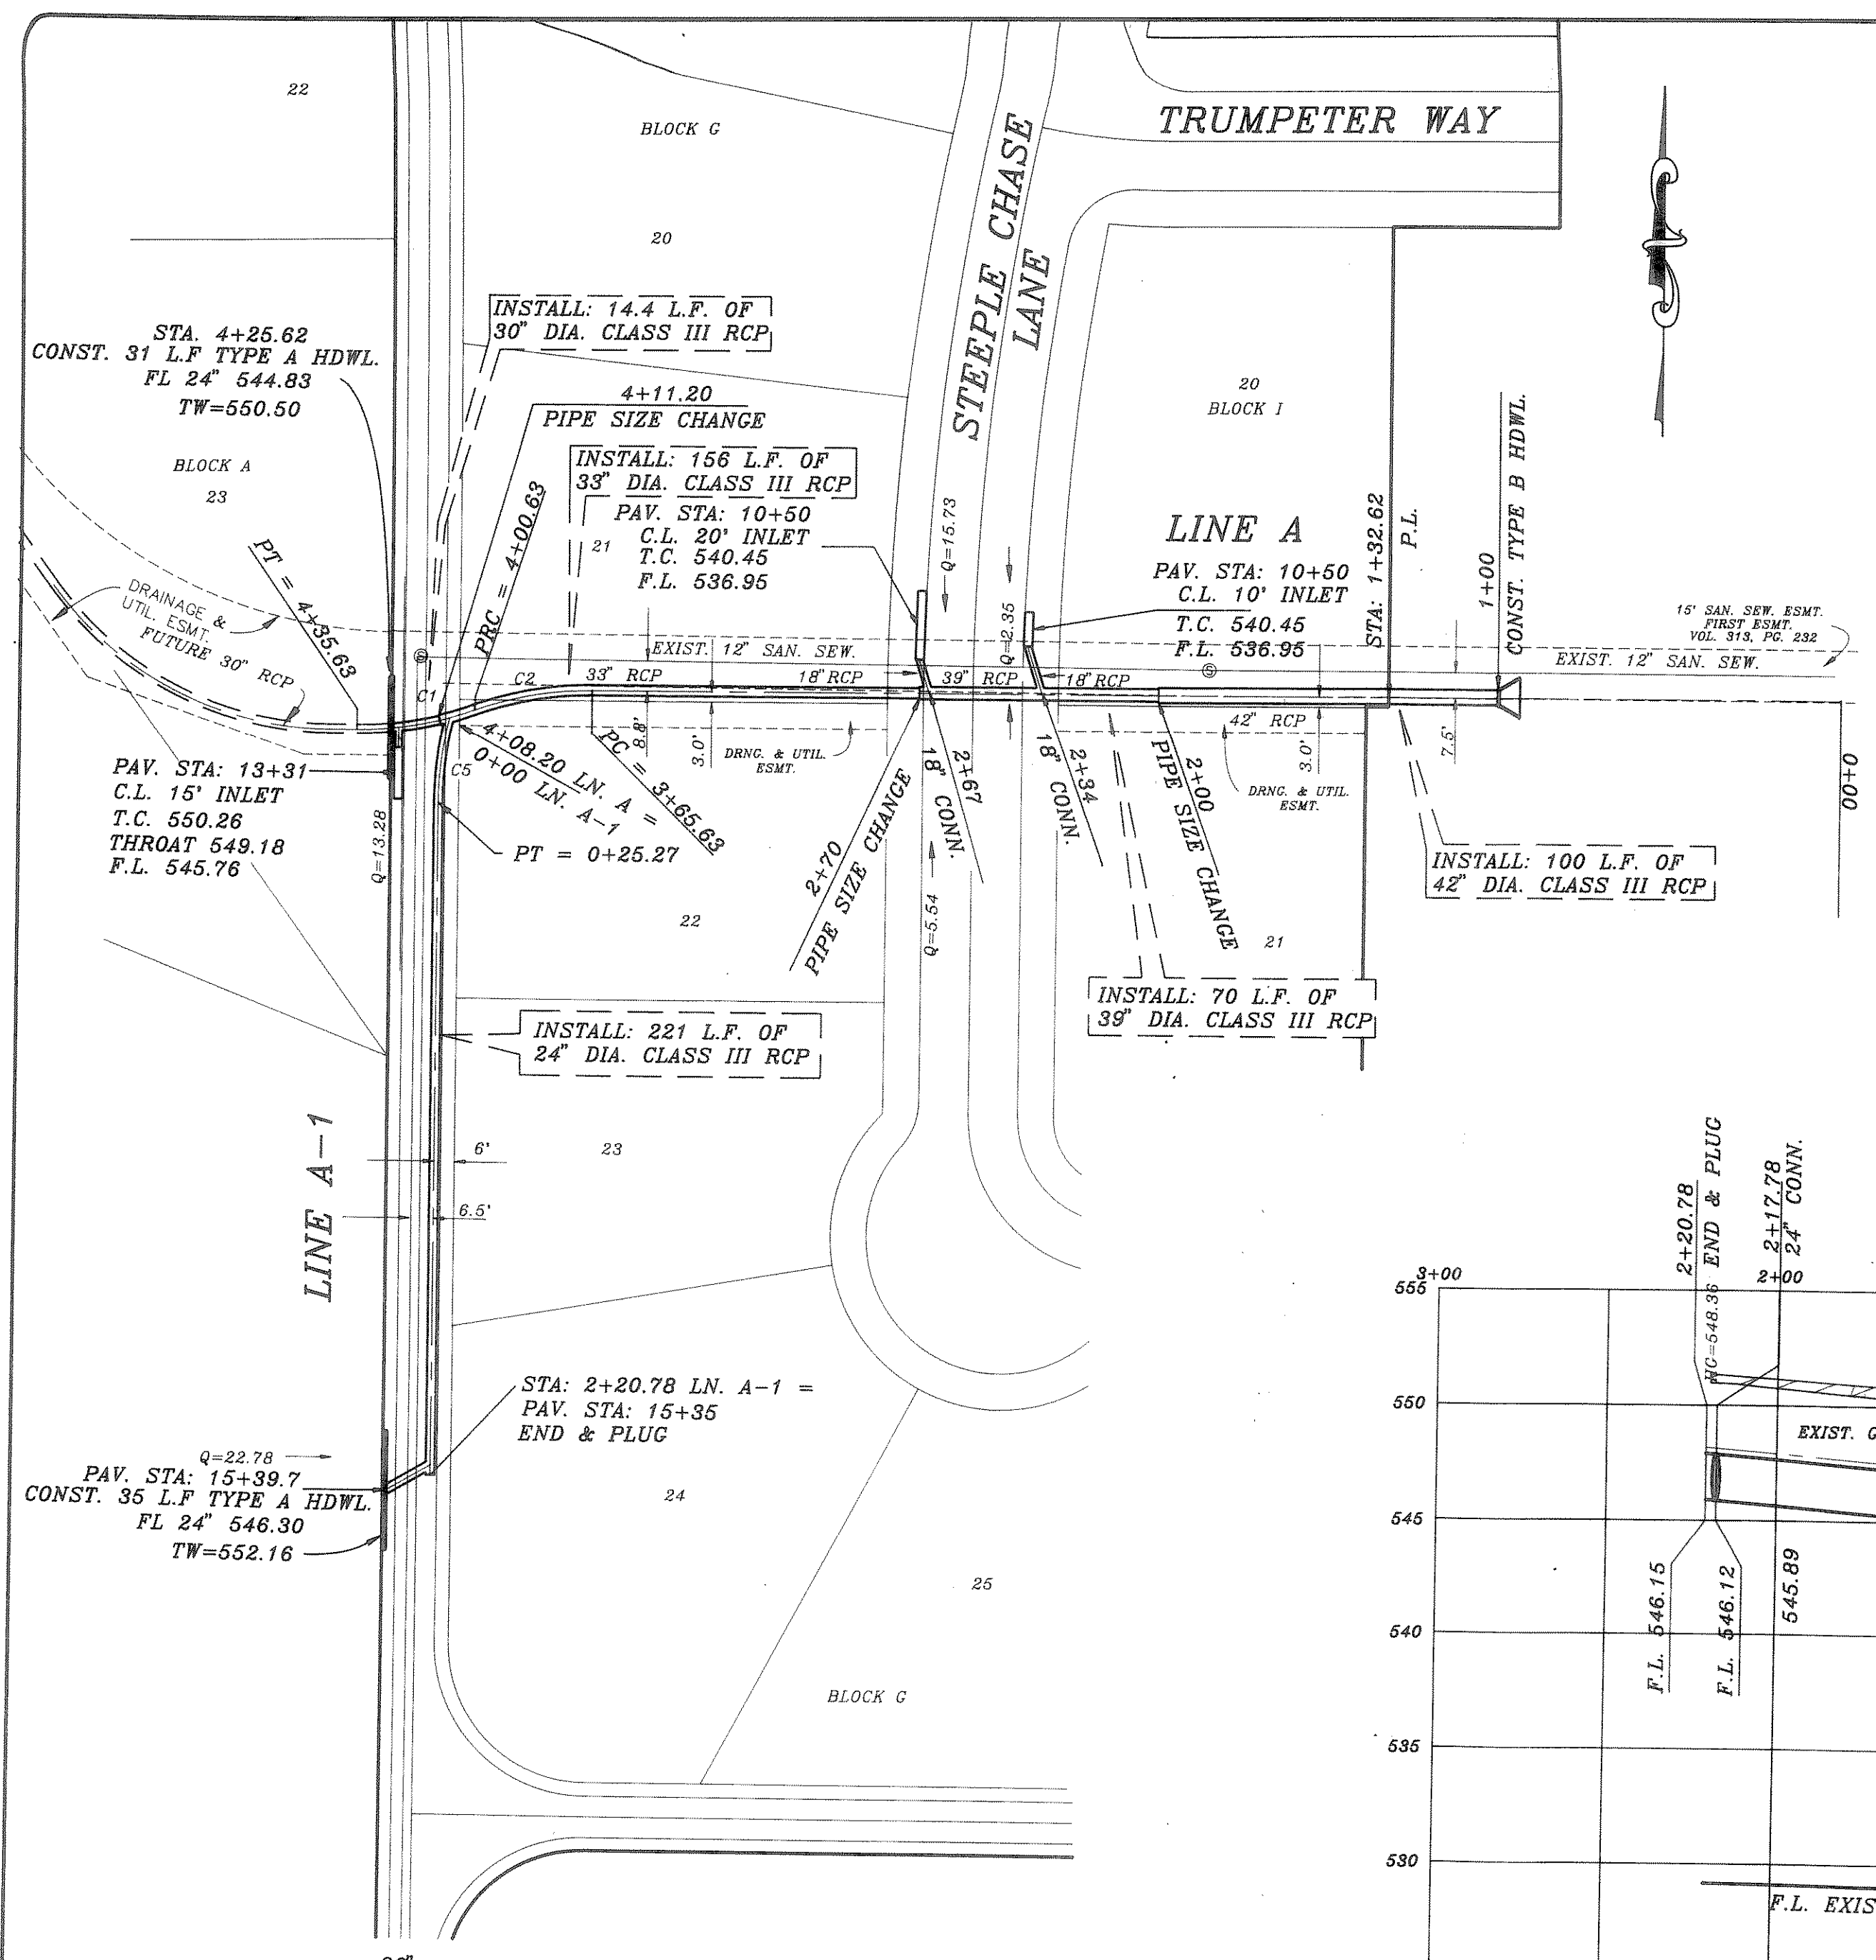 22
BLOCK G
TRUMPETER WAY
20
STEEPLE CHASE
LANE
INSTALL: 14.4 L.F. OF
30" DIA. CLASS III RCP
STA. 4+25.62
CONST. 31 L.F TYPE A HDWL.
FL 24" 544.83
TW=550.50
4+11.20
PIPE SIZE CHANGE
20
BLOCK I
BLOCK A
23
INSTALL: 156 L.F. OF
33" DIA. CLASS III RCP
PAV. STA: 10+50
C.L. 20' INLET
T.C. 540.45
F.L. 536.95
21
PRC = 4+00.63
PT = 4+35.63
Q=15.73
Q=2.35
LINE A
PAV. STA: 10+50
C.L. 10' INLET
T.C. 540.45
F.L. 536.95
STA: 1+32.62
P.L.
1+00
CONST. TYPE B HDWL.
15' SAN. SEW. ESMT.
FIRST ESMT.
VOL. 313, PG. 232
DRAINAGE &
UTIL. ESMT.
FUTURE 30" RCP
S
EXIST. 12" SAN. SEW.
S
EXIST. 12" SAN. SEW.
C1
C2
33" RCP
18" RCP
39" RCP
18" RCP
42" RCP
C5
4+08.20 LN. A =
0+00 LN. A-1
PC = 3+65.63
8.8'
3.0'
DRNG. & UTIL.
ESMT.
2+70
PIPE SIZE CHANGE
2+67
18" CONN.
2+34
18" CONN.
2+00
PIPE SIZE CHANGE
3.0'
DRNG. & UTIL.
ESMT.
7.5'
0+00
PAV. STA: 13+31
C.L. 15' INLET
T.C. 550.26
THROAT 549.18
F.L. 545.76
Q=13.28
PT = 0+25.27
INSTALL: 100 L.F. OF
42" DIA. CLASS III RCP
22
Q=5.54
21
INSTALL: 70 L.F. OF
39" DIA. CLASS III RCP
INSTALL: 221 L.F. OF
24" DIA. CLASS III RCP
LINE A-1
6'
23
6.5'
STA: 2+20.78 LN. A-1 =
PAV. STA: 15+35
END & PLUG
Q=22.78
PAV. STA: 15+39.7
CONST. 35 L.F TYPE A HDWL.
FL 24" 546.30
TW=552.16
24
25
BLOCK G
2+20.78
END & PLUG
2+17.78
24" CONN.
HG=548.36
3+00
2+00
555
550
EXIST. G
545
540
535
530
F.L. 546.15
F.L. 546.12
545.89
F.L. EXIS